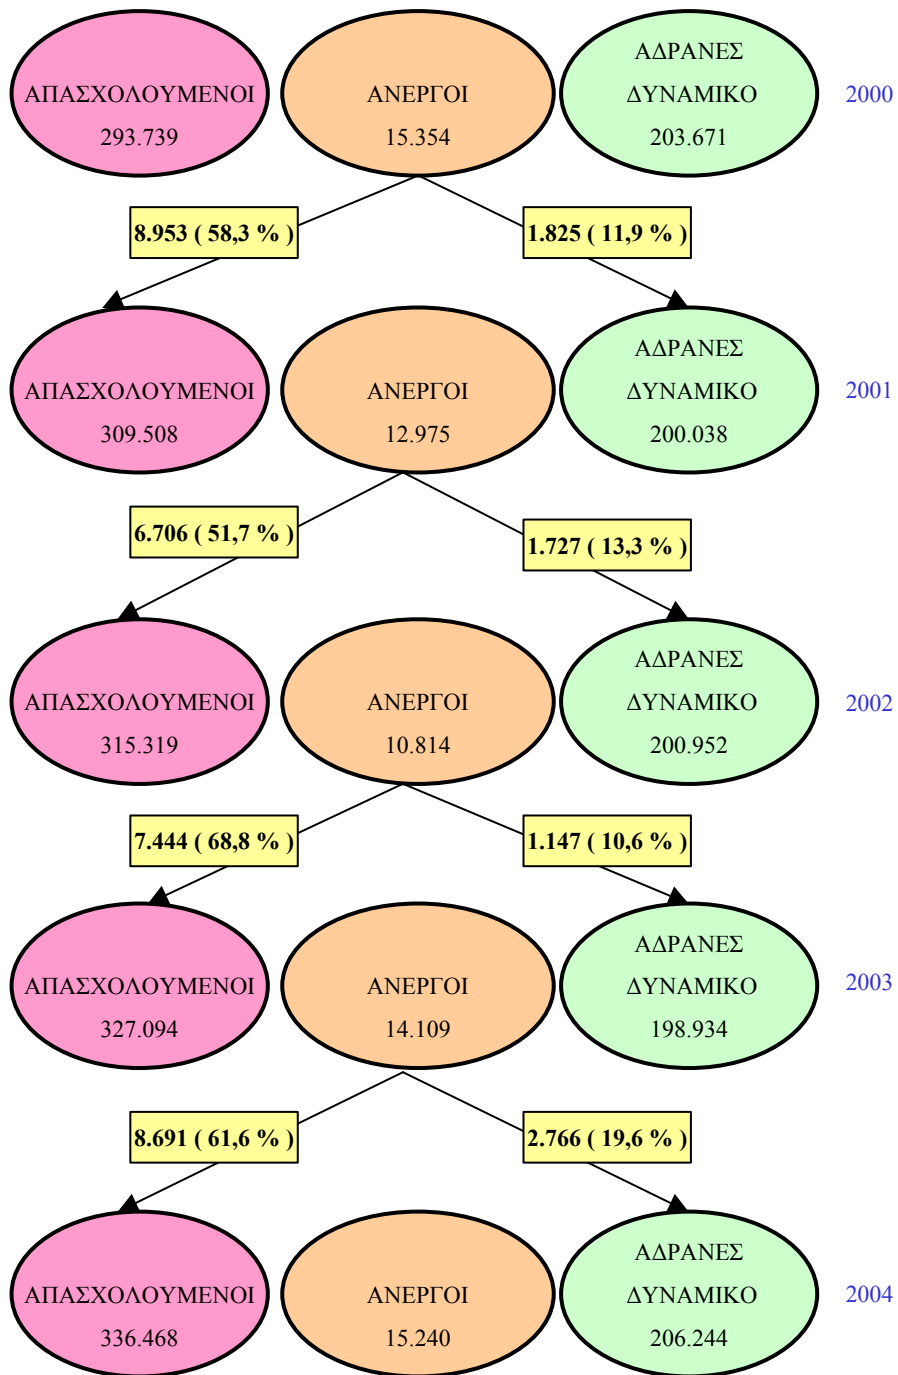 ΑΠΑΣΧΟΛΟΥΜΕΝΟΙ
293.739
ΑΝΕΡΓΟΙ
15.354
ΑΔΡΑΝΕΣ
ΔΥΝΑΜΙΚΟ
203.671
2000
8.953 ( 58,3 % )
1.825 ( 11,9 % )
ΑΠΑΣΧΟΛΟΥΜΕΝΟΙ
309.508
ΑΝΕΡΓΟΙ
12.975
ΑΔΡΑΝΕΣ
ΔΥΝΑΜΙΚΟ
200.038
2001
6.706 ( 51,7 % )
1.727 ( 13,3 % )
ΑΠΑΣΧΟΛΟΥΜΕΝΟΙ
315.319
ΑΝΕΡΓΟΙ
10.814
ΑΔΡΑΝΕΣ
ΔΥΝΑΜΙΚΟ
200.952
2002
7.444 ( 68,8 % )
1.147 ( 10,6 % )
ΑΠΑΣΧΟΛΟΥΜΕΝΟΙ
327.094
ΑΝΕΡΓΟΙ
14.109
ΑΔΡΑΝΕΣ
ΔΥΝΑΜΙΚΟ
198.934
2003
8.691 ( 61,6 % )
2.766 ( 19,6 % )
ΑΠΑΣΧΟΛΟΥΜΕΝΟΙ
336.468
ΑΝΕΡΓΟΙ
15.240
ΑΔΡΑΝΕΣ
ΔΥΝΑΜΙΚΟ
206.244
2004